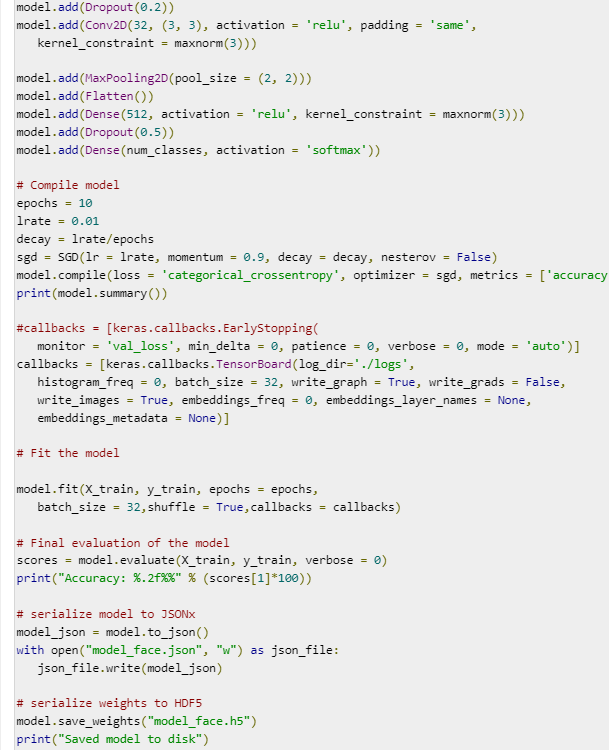 model.add(Dropout(0.2))
model.add(Conv2D(32, (3, 3), activation = 'relu', padding = 'same',
   kernel_constraint = maxnorm(3)))

model.add(MaxPooling2D(pool_size = (2, 2)))
model.add(Flatten())
model.add(Dense(512, activation = 'relu', kernel_constraint = maxnorm(3)))
model.add(Dropout(0.5))
model.add(Dense(num_classes, activation = 'softmax'))

# Compile model
epochs = 10
lrate = 0.01
decay = lrate/epochs
sgd = SGD(lr = lrate, momentum = 0.9, decay = decay, nesterov = False)
model.compile(loss = 'categorical_crossentropy', optimizer = sgd, metrics = ['accuracy
print(model.summary())

#callbacks = [keras.callbacks.EarlyStopping(
   monitor = 'val_loss', min_delta = 0, patience = 0, verbose = 0, mode = 'auto')]
callbacks = [keras.callbacks.TensorBoard(log_dir='./logs',
   histogram_freq = 0, batch_size = 32, write_graph = True, write_grads = False,
   write_images = True, embeddings_freq = 0, embeddings_layer_names = None,
   embeddings_metadata = None)]

# Fit the model

model.fit(X_train, y_train, epochs = epochs,
   batch_size = 32,shuffle = True,callbacks = callbacks)

# Final evaluation of the model
scores = model.evaluate(X_train, y_train, verbose = 0)
print("Accuracy: %.2f%%" % (scores[1]*100))

# serialize model to JSONx
model_json = model.to_json()
with open("model_face.json", "w") as json_file:
   json_file.write(model_json)

# serialize weights to HDF5
model.save_weights("model_face.h5")
print("Saved model to disk")